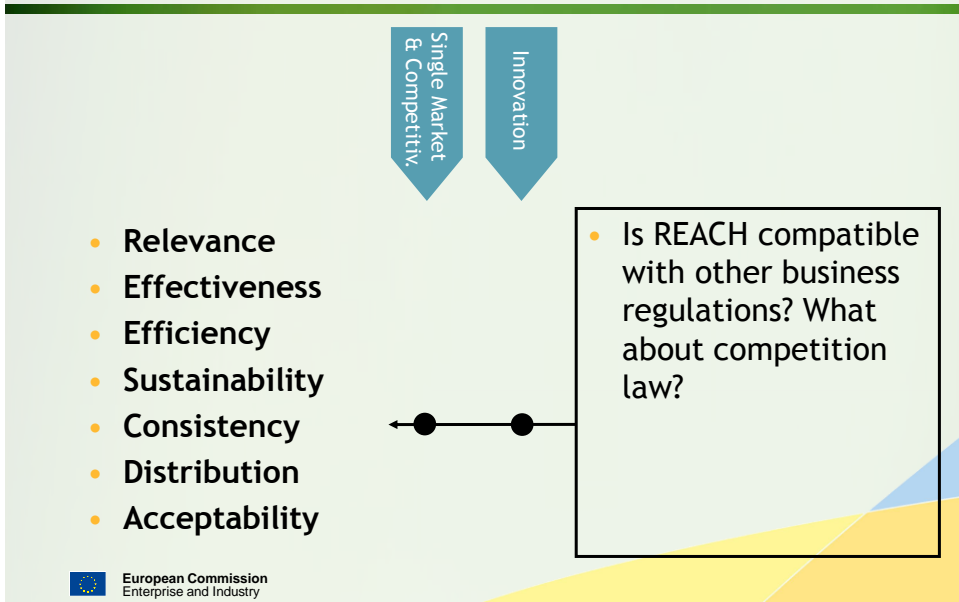 Single Market
& Competitiv.
Innovation
• Relevance
• Effectiveness
• Efficiency
• Sustainability
• Consistency
• Distribution
• Acceptability
• Is REACH compatible
with other business
regulations? What
about competition
law?
European Commission
Enterprise and Industry